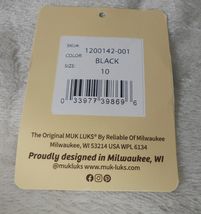 SKU#
1200142-001
COLOR
BLACK
SIZE
10
0 33977 39869 6
The Original MUK LUKS® By Reliable Of Milwaukee
Milwaukee, WI 53214 USA WPL 6134
Proudly designed in Milwaukee, WI
@mukluks www.muk-luks.com